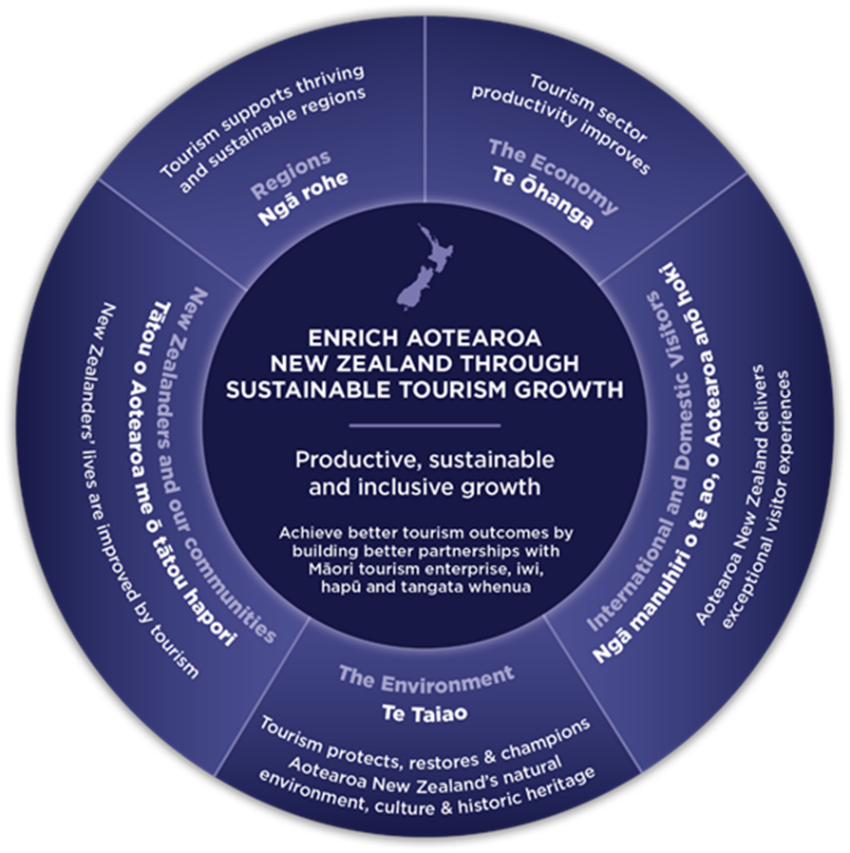 Tourism supports thriving
and sustainable regions
Regions
Ngā rohe
Tourism sector
productivity improves
The Economy
Te Ōhanga
International and Domestic Visitors
Ngā manuhiri o te ao, o Aotearoa anō hoki
Aotearoa New Zealand delivers
exceptional visitor experiences
The Environment
Te Taiao
Tourism protects, restores & champions
Aotearoa New Zealand's natural
environment, culture & historic heritage
New Zealanders and our communities
Tātou o Aotearoa me ō tātou hapori
New Zealanders' lives are improved by tourism
ENRICH AOTEAROA
NEW ZEALAND THROUGH
SUSTAINABLE TOURISM GROWTH
Productive, sustainable
and inclusive growth
Achieve better tourism outcomes by
building better partnerships with
Māori tourism enterprise, iwi,
hapū and tangata whenua